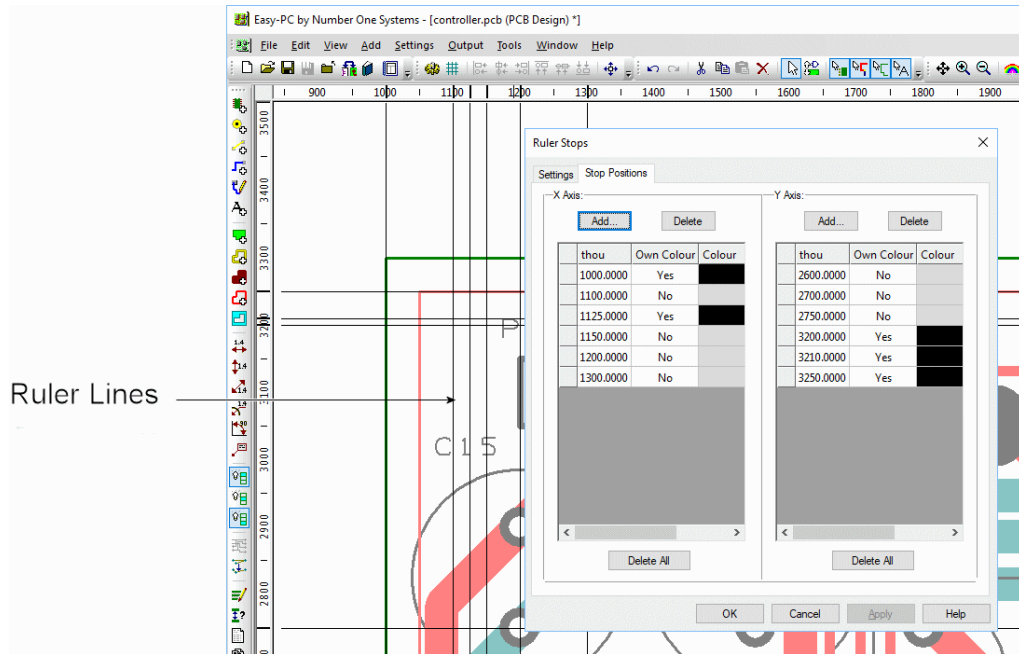 Easy-PC by Number One Systems - [controller.pcb (PCB Design) *]
File Edit View Add Settings Output Tools Window Help
900 1000 1100 1200 1300 1400 1500 1600 1700 1800 1900
3500
3400
3300
3200
3100
3000
2900
2800
Ruler Lines
P
C15
Ruler Stops
Settings Stop Positions
X Axis:
Add... Delete
thou Own Colour Colour
1000.0000 Yes
1100.0000 No
1125.0000 Yes
1150.0000 No
1200.0000 No
1300.0000 No
Delete All
Y Axis:
Add... Delete
thou Own Colour Colour
2600.0000 No
2700.0000 No
2750.0000 No
3200.0000 Yes
3210.0000 Yes
3250.0000 Yes
Delete All
OK Cancel Apply Help